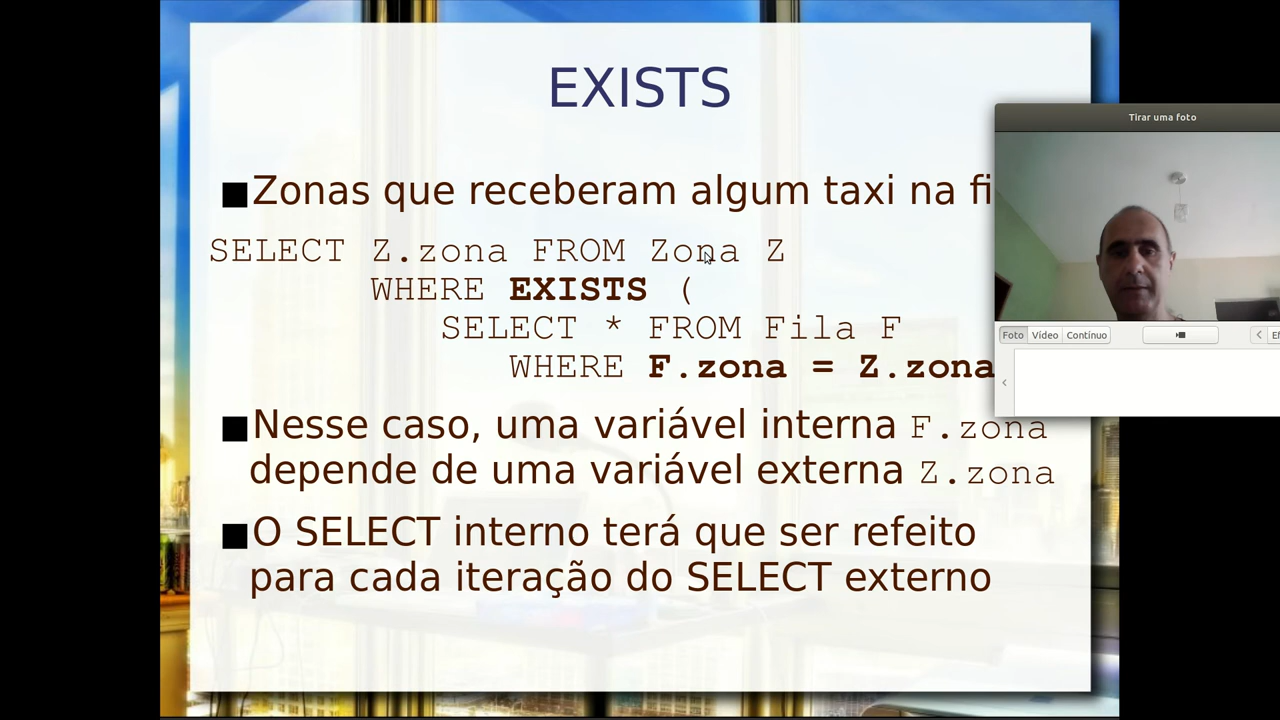 EXISTS
■Zonas que receberam algum taxi na fi
SELECT Z.zona FROM Zona Z
WHERE EXISTS (
SELECT * FROM Fila F
WHERE F.zona = Z.zona
■Nesse caso, uma variável interna F.zona
depende de uma variável externa Z.zona
■O SELECT interno terá que ser refeito
para cada iteração do SELECT externo
Tirar uma foto
Foto Vídeo Contínuo